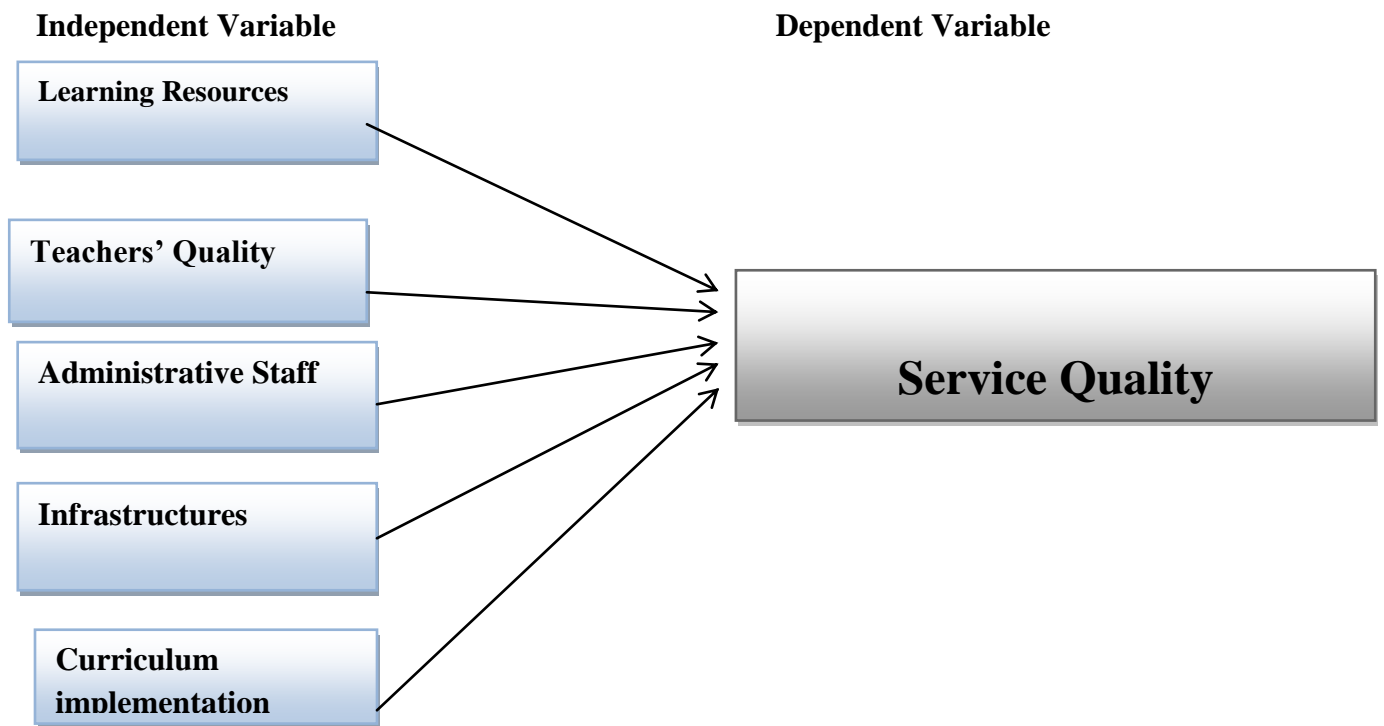 Independent Variable
Dependent Variable
Learning Resources
Teachers’ Quality
Administrative Staff
Service Quality
Infrastructures
Curriculum
implementation